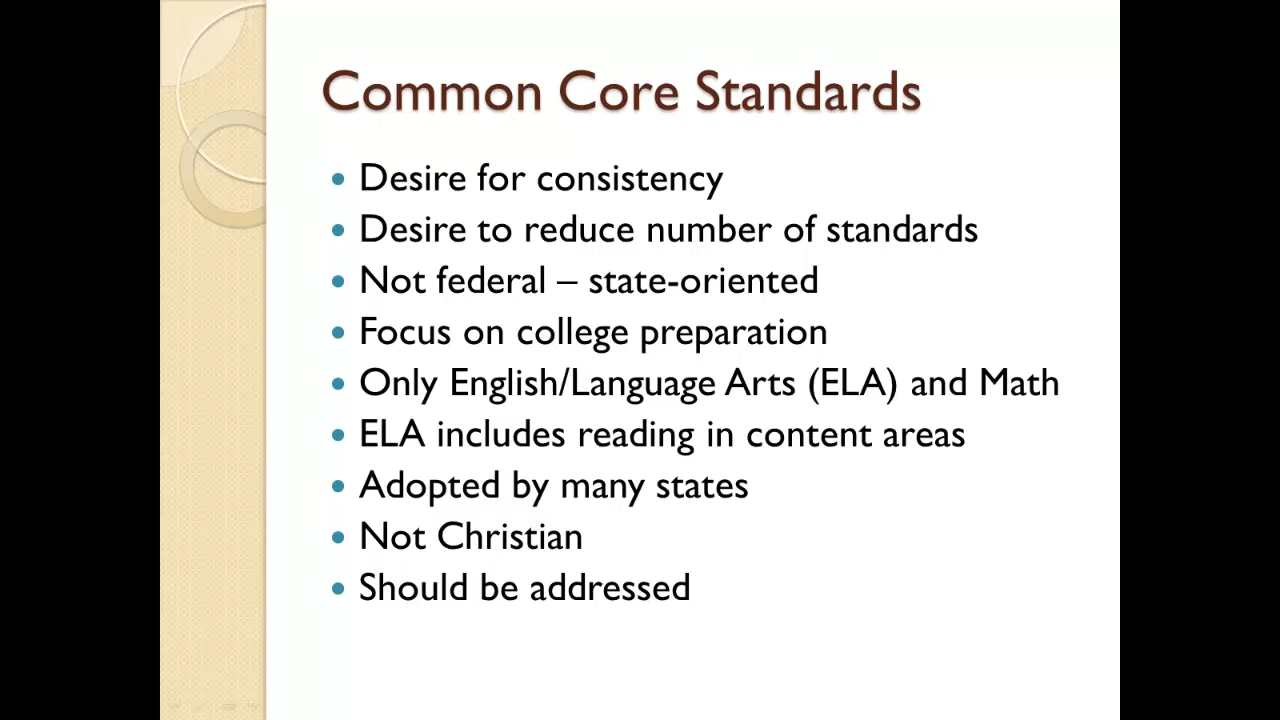 Common Core Standards
• Desire for consistency
• Desire to reduce number of standards
• Not federal – state-oriented
• Focus on college preparation
• Only English/Language Arts (ELA) and Math
• ELA includes reading in content areas
• Adopted by many states
• Not Christian
• Should be addressed